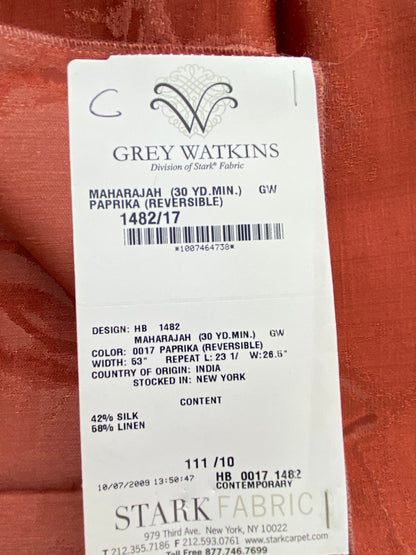 C
GREY WATKINS
Division of Stark® Fabric
MAHARAJAH (30 YD.MIN.) GW
PAPRIKA (REVERSIBLE)
1482/17
*1007464738*
DESIGN: HB 1482
MAHARAJAH (30 YD.MIN.) GW
COLOR: 0017 PAPRIKA (REVERSIBLE)
WIDTH: 53" REPEAT L: 23 1/ W:26.5"
COUNTRY OF ORIGIN: INDIA
STOCKED IN: NEW YORK
CONTENT
42% SILK
58% LINEN
111 /10
10/07/2009 13:50:47 HB 0017 1482
CONTEMPORARY
STARK FABRIC
979 Third Ave. New York, NY 10022
T 212.355.7186 F 212.593.0761 www.starkcarpet.com
Toll Free 877.746.7699